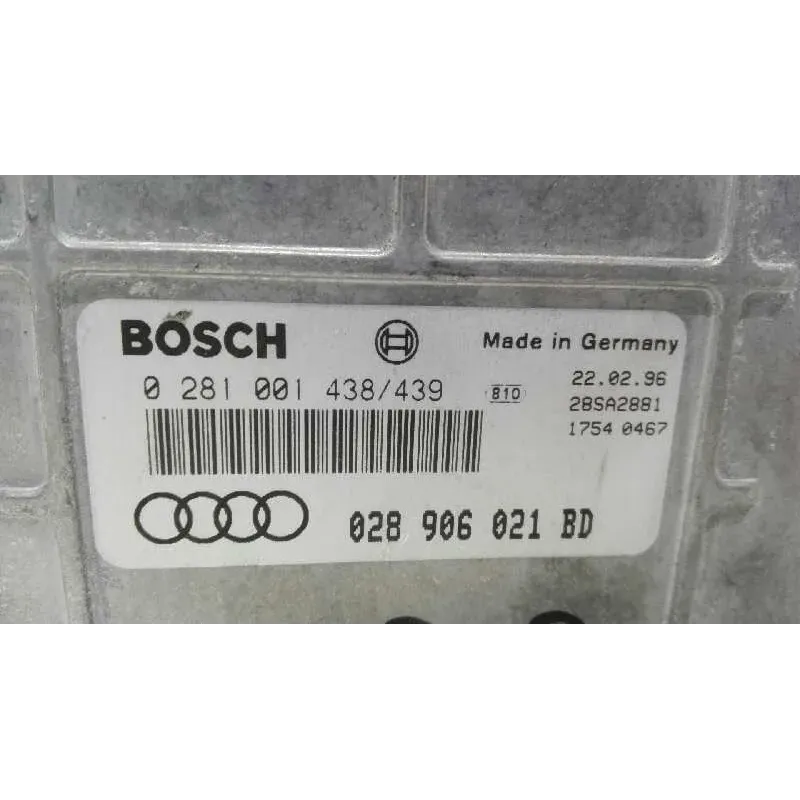 BOSCH
Made in Germany
0 281 001 438/439
810
22.02.96
28SA2881
1754 0467
028 906 021 BD